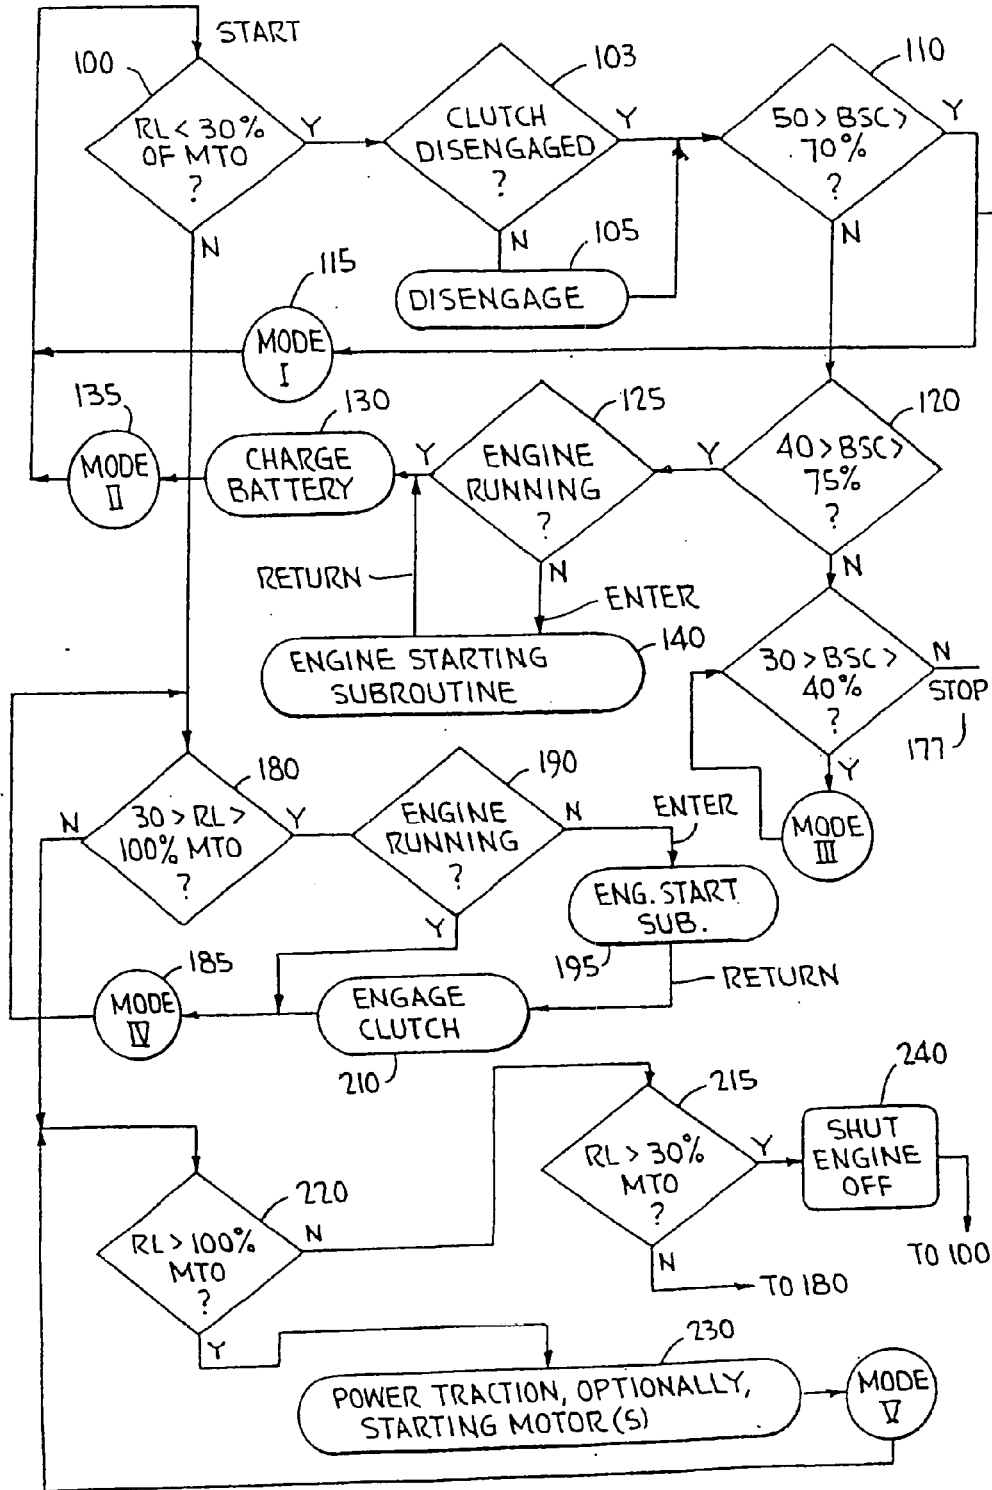 START
100
RL < 30%
OF MTO
?
Y
N
103
CLUTCH
DISENGAGED
?
Y
N
105
DISENGAGE
110
50 > BSC >
70%
?
Y
N
115
MODE
I
120
40 > BSC >
75%
?
Y
N
125
ENGINE
RUNNING
?
Y
N
130
CHARGE
BATTERY
135
MODE
II
RETURN
ENTER
140
ENGINE STARTING
SUBROUTINE
30 > BSC >
40%
?
N
STOP
177
Y
MODE
III
180
30 > RL >
100% MTO
?
N
Y
190
ENGINE
RUNNING
?
N
Y
ENTER
ENG. START
SUB.
195
RETURN
185
MODE
IV
ENGAGE
CLUTCH
210
215
RL > 30%
MTO
?
Y
N
TO 180
240
SHUT
ENGINE
OFF
TO 100
220
RL > 100%
MTO
?
N
Y
230
POWER TRACTION, OPTIONALLY,
STARTING MOTOR(S)
MODE
V